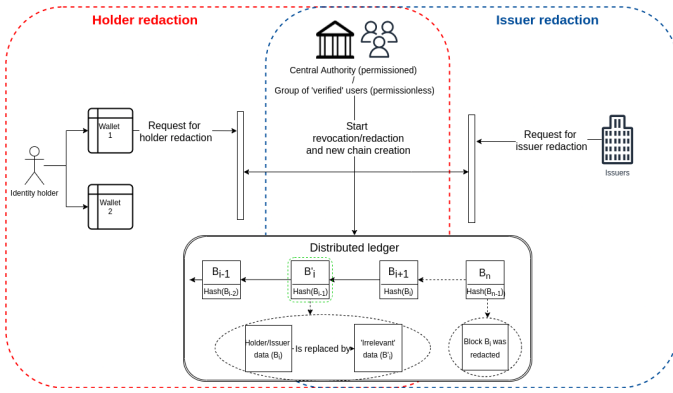 Holder redaction
Issuer redaction
Central Authority (permissioned)
/
Group of 'verified' users (permissionless)
Wallet
1
Request for
holder redaction
Start
revocation/redaction
and new chain creation
Request for
issuer redaction
Issuers
Identity holder
Wallet
2
Distributed ledger
Bi-1
Hash(Bi-2)
B'i
Hash(Bi-1)
Bi+1
Hash(Bi)
Bn
Hash(Bn-1)
Holder/Issuer
data (Bi)
Is replaced by
'Irrelevant'
data (B'i)
Block Bi was
redacted